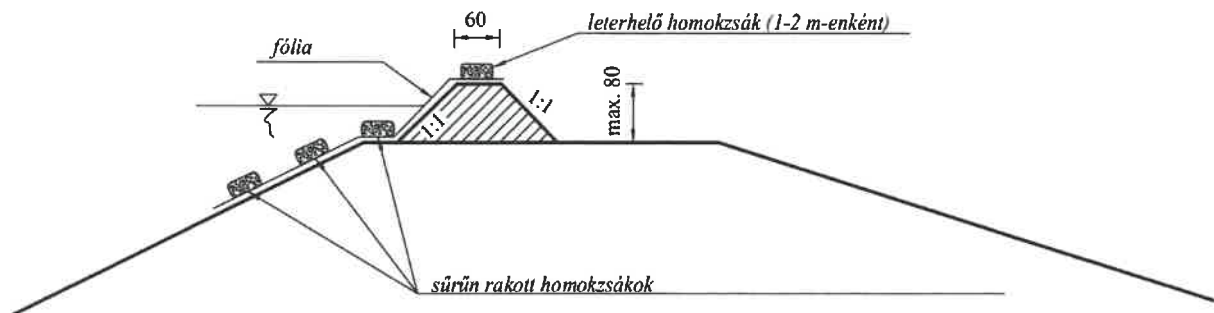 60
leterhelő homokzsák (1-2 m-enként)
fólia
1:1
1:1
max. 80
sűrűn rakott homokzsákok